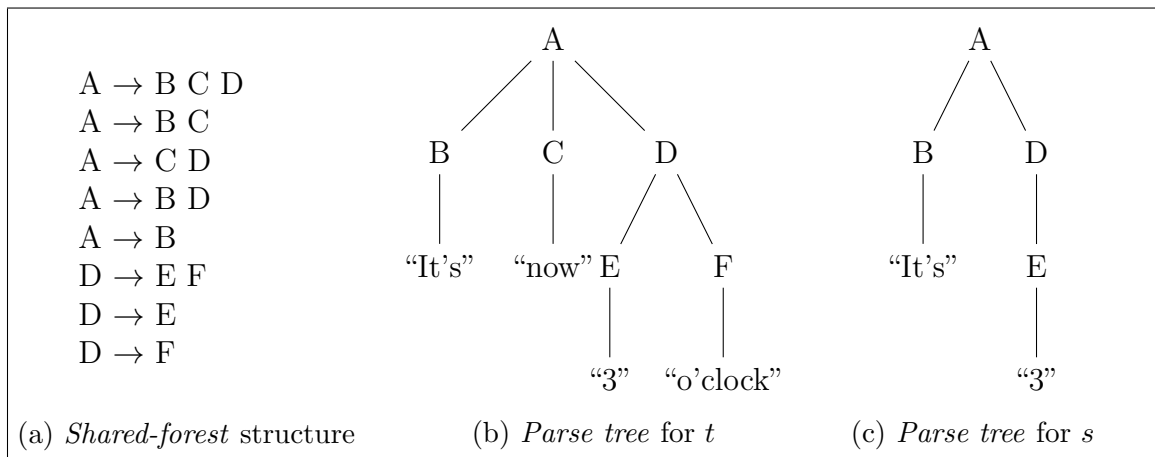 A → B C D
A → B C
A → C D
A → B D
A → B
D → E F
D → E
D → F
(a) Shared-forest structure
A
B C D
“It's” “now” E F
“3” “o'clock”
(b) Parse tree for t
A
B D
“It's” E
“3”
(c) Parse tree for s